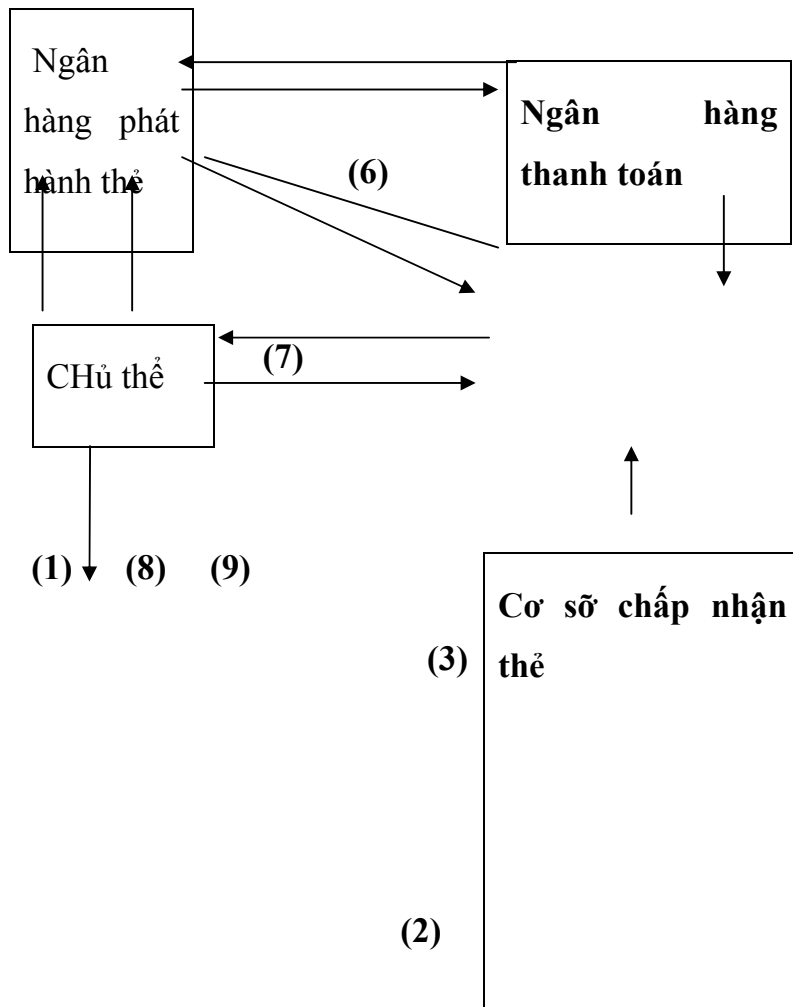 Ngân
hàng phát
hành thẻ
Ngân hàng
thanh toán
(6)
CHủ thể
(7)
(1) (8) (9)
Cơ sỡ chấp nhận
thẻ
(3)
(2)